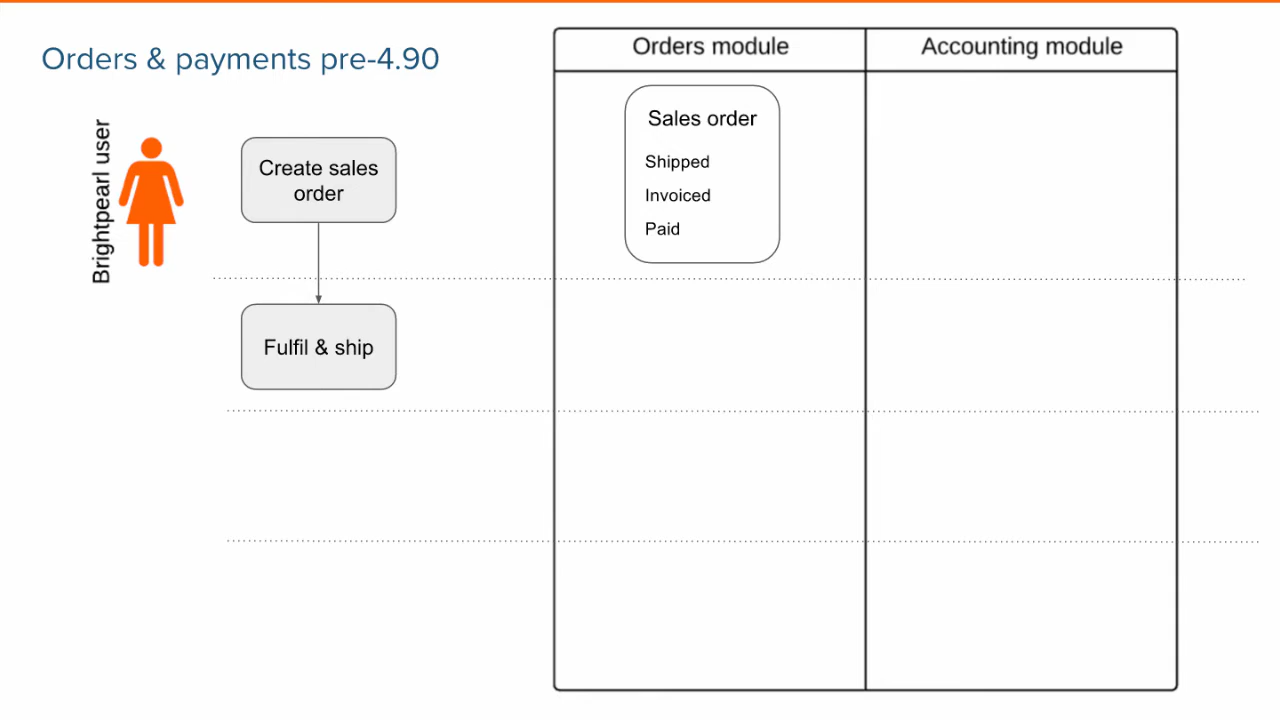 Orders & payments pre-4.90
Orders module
Accounting module
Brightpearl user
Create sales
order
Sales order
Shipped
Invoiced
Paid
Fulfil & ship